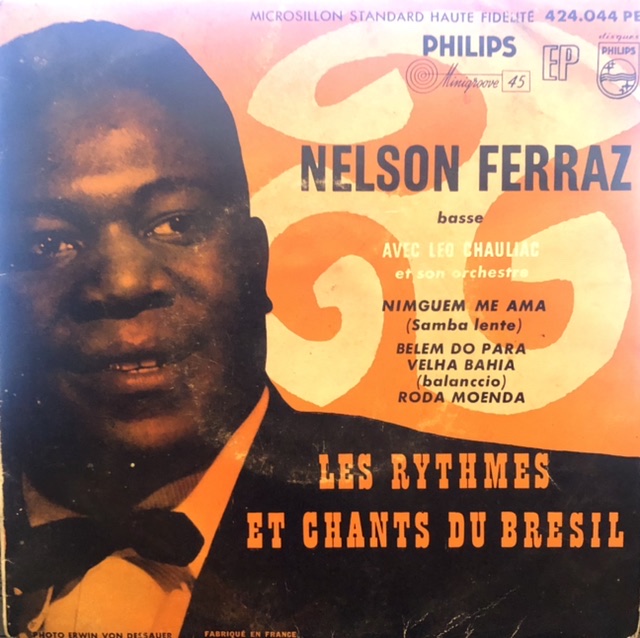 MICROSILLON STANDARD HAUTE FIDELITÉ 424.044 PE
PHILIPS
Minigroove 45
EP
disques
PHILIPS
NELSON FERRAZ
basse
AVEC LEO CHAULIAC
et son orchestre
NIMGUEM ME AMA
(Samba lente)
BELEM DO PARA
VELHA BAHIA
(balanccio)
RODA MOENDA
LES RYTHMES
ET CHANTS DU BRESIL
PHOTO ERWIN VON DESSAUER
FABRIQUÉ EN FRANCE